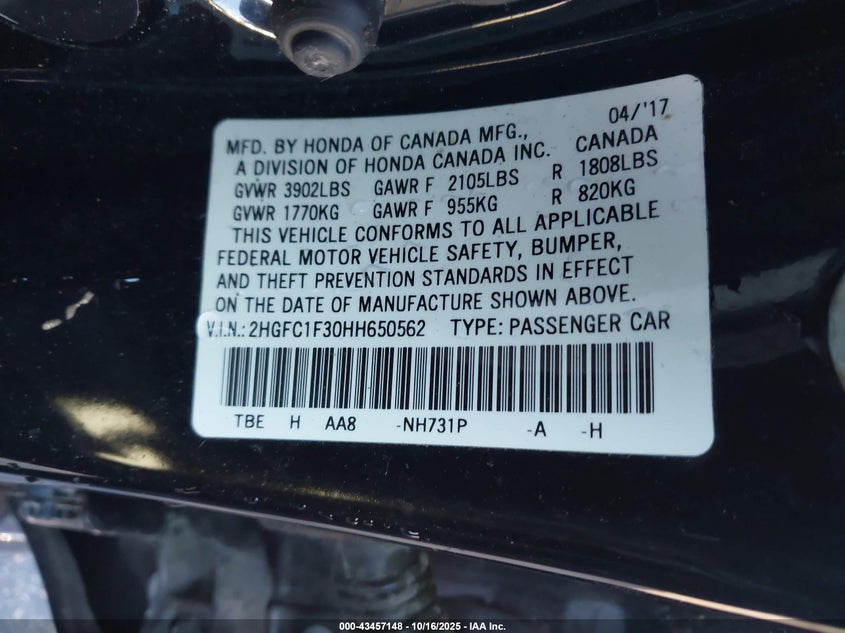 04/'17
MFD. BY HONDA OF CANADA MFG., CANADA
A DIVISION OF HONDA CANADA INC.
GVWR 3902LBS GAWR F 2105LBS R 1808LBS
GVWR 1770KG GAWR F 955KG R 820KG
THIS VEHICLE CONFORMS TO ALL APPLICABLE
FEDERAL MOTOR VEHICLE SAFETY, BUMPER,
AND THEFT PREVENTION STANDARDS IN EFFECT
ON THE DATE OF MANUFACTURE SHOWN ABOVE.
V.I.N.: 2HGFC1F30HH650562 TYPE: PASSENGER CAR
TBE H AA8 -NH731P -A -H
000-43457148 - 10/16/2025 - IAA Inc.